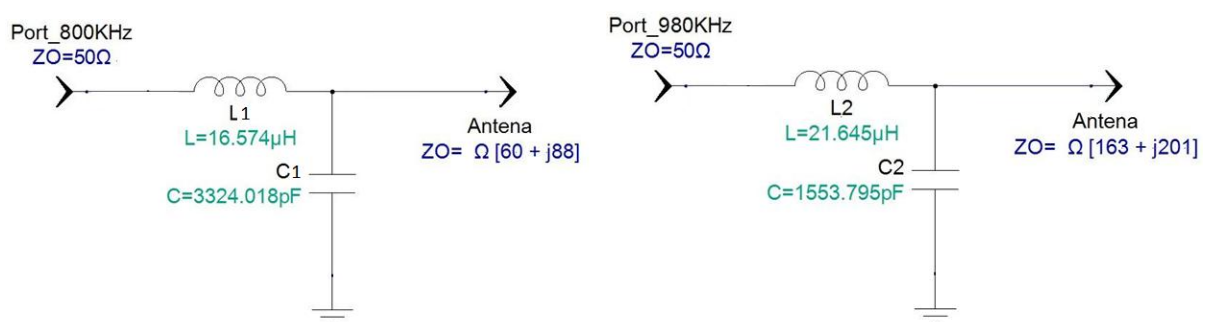 Port_800KHz
ZO=50Ω
L1
L=16.574µH
C1
C=3324.018pF
Antena
ZO= Ω [60 + j88]
Port_980KHz
ZO=50Ω
L2
L=21.645µH
C2
C=1553.795pF
Antena
ZO= Ω [163 + j201]